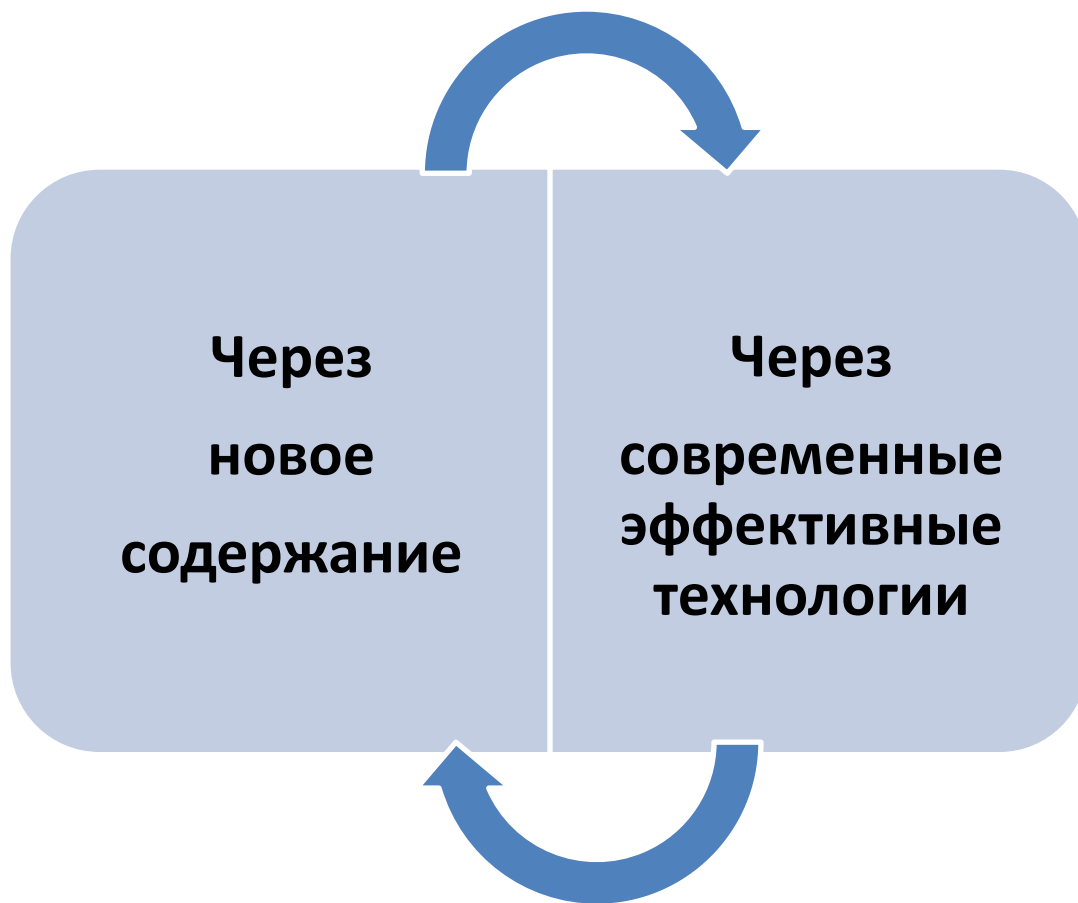 Через
новое
содержание
Через
современные
эффективные
технологии